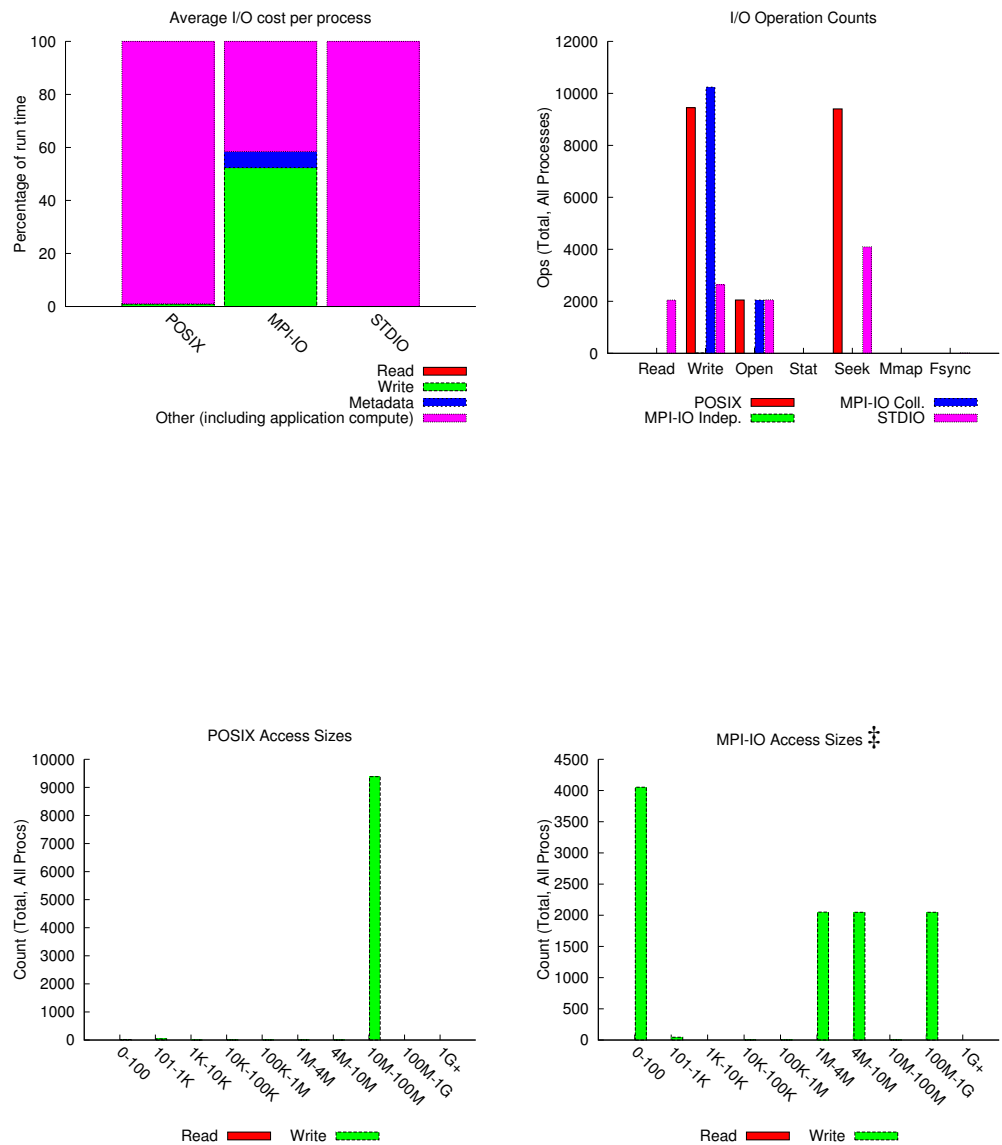 Average I/O cost per process
100
80
60
40
20
0
Percentage of run time
POSIX
MPI-IO
STDIO
Read
Write
Metadata
Other (including application compute)
I/O Operation Counts
12000
10000
8000
6000
4000
2000
0
Ops (Total, All Processes)
Read Write Open Stat Seek Mmap Fsync
POSIX
MPI-IO Indep.
MPI-IO Coll.
STDIO
POSIX Access Sizes
10000
9000
8000
7000
6000
5000
4000
3000
2000
1000
0
Count (Total, All Procs)
0-100
101-1K
1K-10K
10K-100K
100K-1M
1M-4M
4M-10M
10M-100M
100M-1G
1G+
Read Write
MPI-IO Access Sizes ‡
4500
4000
3500
3000
2500
2000
1500
1000
500
0
Count (Total, All Procs)
0-100
101-1K
1K-10K
10K-100K
100K-1M
1M-4M
4M-10M
10M-100M
100M-1G
1G+
Read Write